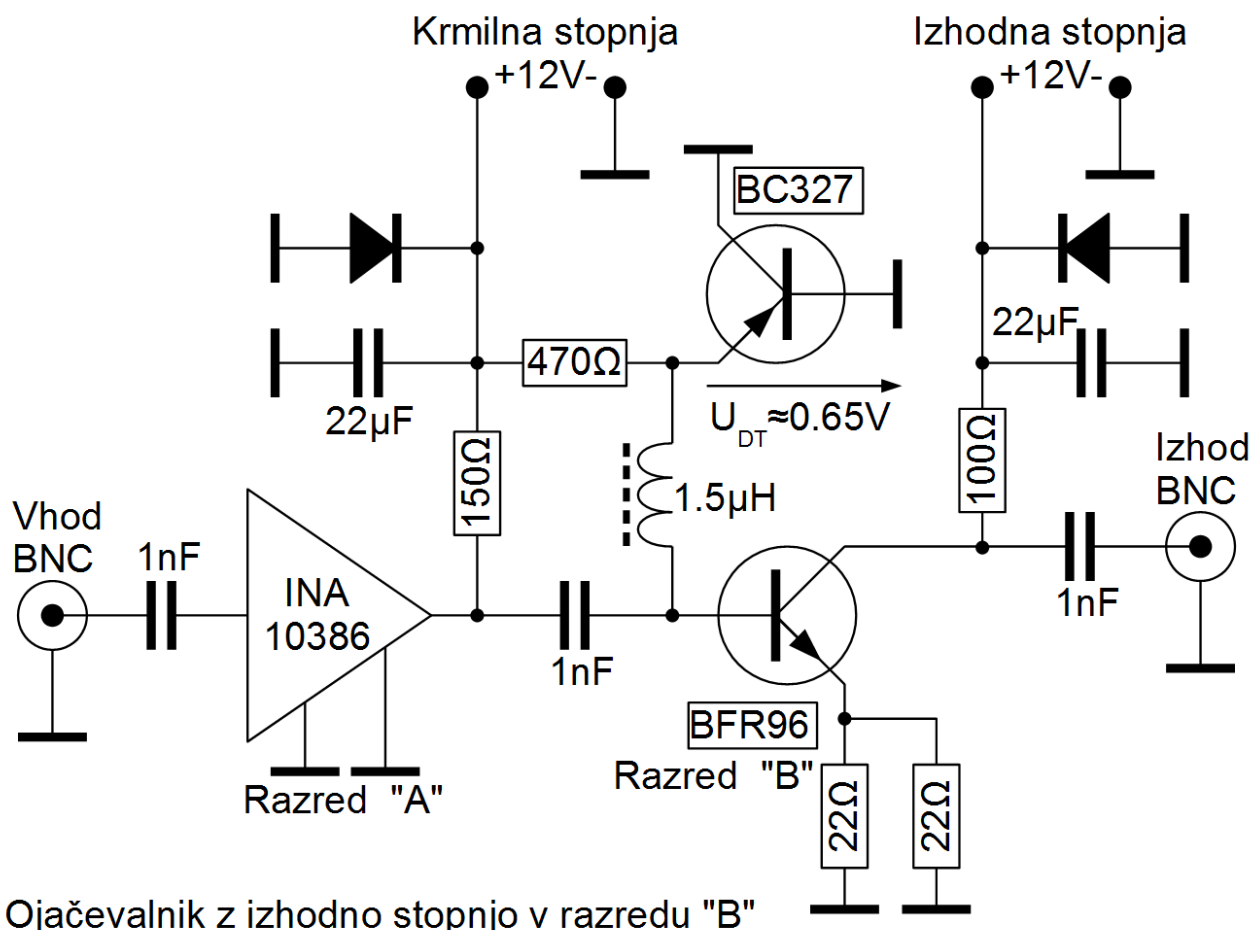 Krmilna stopnja
+12V-
Izhodna stopnja
+12V-
BC327
22µF
470Ω
22µF
U_DT≈0.65V
150Ω
100Ω
1.5µH
Izhod
BNC
Vhod
BNC
1nF
INA
10386
1nF
1nF
BFR96
Razred "B"
Razred "A"
22Ω
22Ω
Ojačevalnik z izhodno stopnjo v razredu "B"